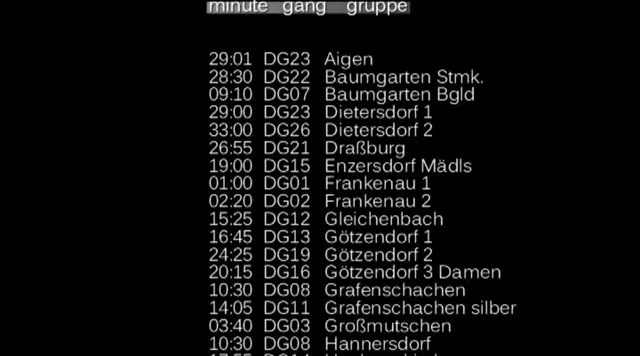 minute gang gruppe
29:01 DG23 Aigen
28:30 DG22 Baumgarten Stmk.
09:10 DG07 Baumgarten Bgld
29:00 DG23 Dietersdorf 1
33:00 DG26 Dietersdorf 2
26:55 DG21 Draßburg
19:00 DG15 Enzersdorf Mädls
01:00 DG01 Frankenau 1
02:20 DG02 Frankenau 2
15:25 DG12 Gleichenbach
16:45 DG13 Götzendorf 1
24:25 DG19 Götzendorf 2
20:15 DG16 Götzendorf 3 Damen
10:30 DG08 Grafenschachen
14:05 DG11 Grafenschachen silber
03:40 DG03 Großmutschen
10:30 DG08 Hannersdorf